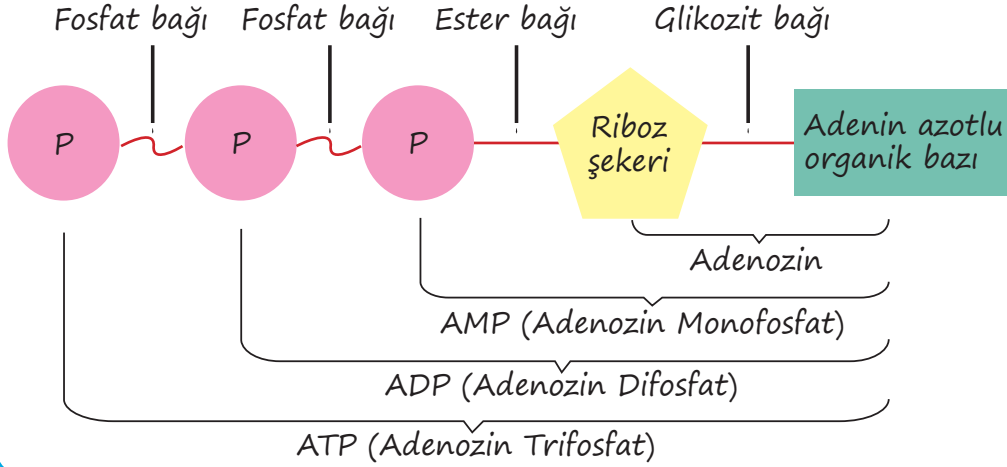 Fosfat bağı Fosfat bağı Ester bağı Glikozit bağı
P P P Riboz şekeri Adenin azotlu organik bazı
Adenozin
AMP (Adenozin Monofosfat)
ADP (Adenozin Difosfat)
ATP (Adenozin Trifosfat)